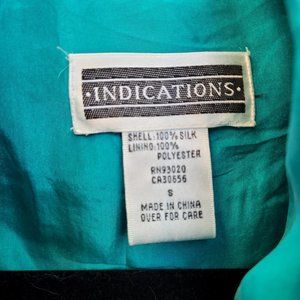 ·INDICATIONS·
SHELL:100% SILK
LINING:100%
POLYESTER
RN93020
CA30656
S
MADE IN CHINA
OVER FOR CARE